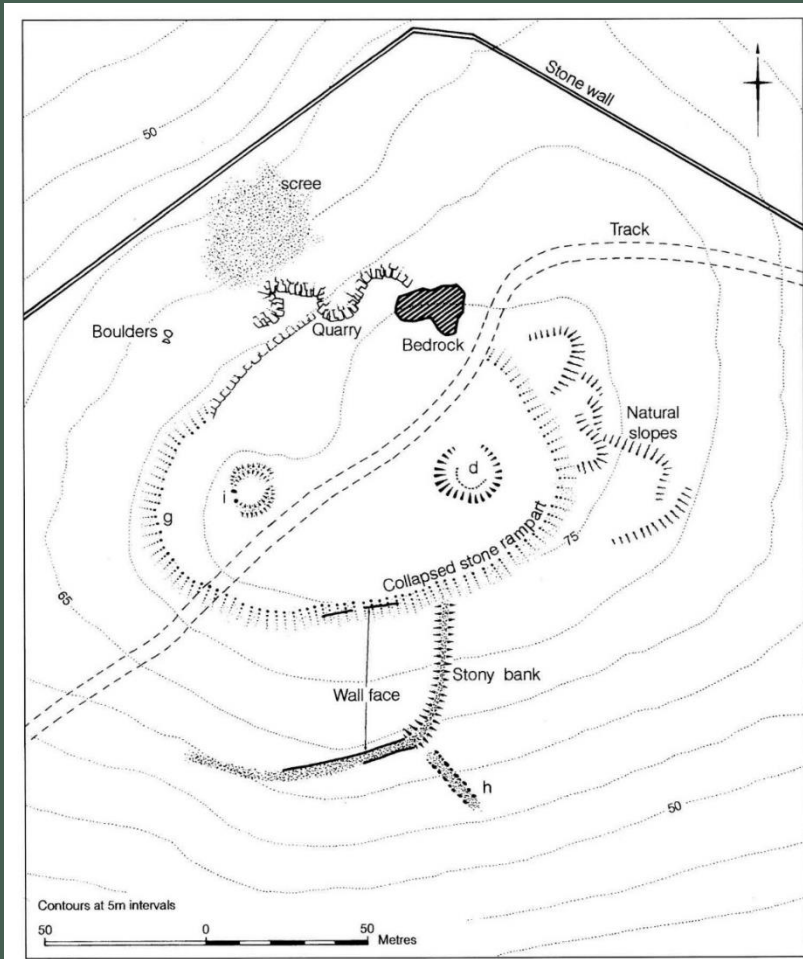 Stone wall
50
scree
Track
Boulders
Quarry
Bedrock
Natural
slopes
d
i
g
Collapsed stone rampart
75
65
Stony bank
Wall face
h
50
Contours at 5m intervals
50 0 50
Metres